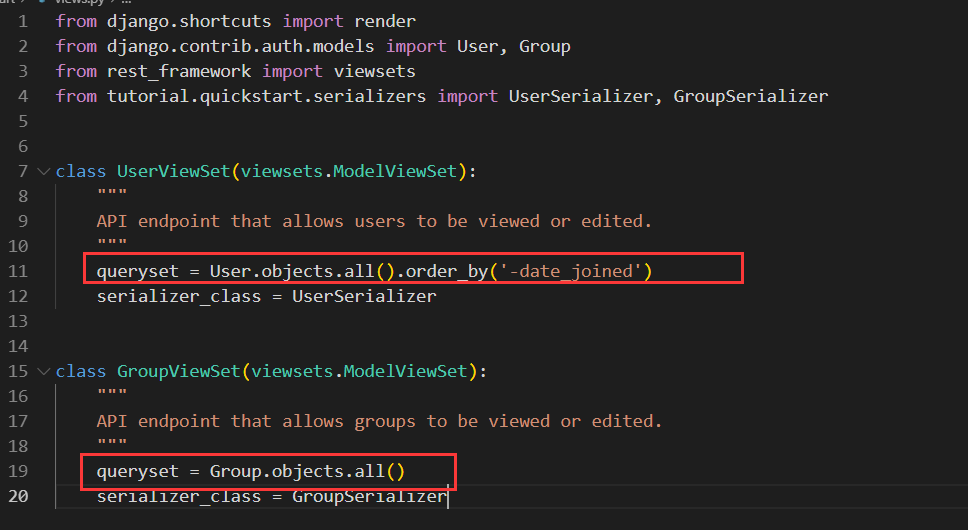 views.py / ...
1 from django.shortcuts import render
2 from django.contrib.auth.models import User, Group
3 from rest_framework import viewsets
4 from tutorial.quickstart.serializers import UserSerializer, GroupSerializer
5
6
7 class UserViewSet(viewsets.ModelViewSet):
8     """
9     API endpoint that allows users to be viewed or edited.
10     """
11     queryset = User.objects.all().order_by('-date_joined')
12     serializer_class = UserSerializer
13
14
15 class GroupViewSet(viewsets.ModelViewSet):
16     """
17     API endpoint that allows groups to be viewed or edited.
18     """
19     queryset = Group.objects.all()
20     serializer_class = GroupSerializer